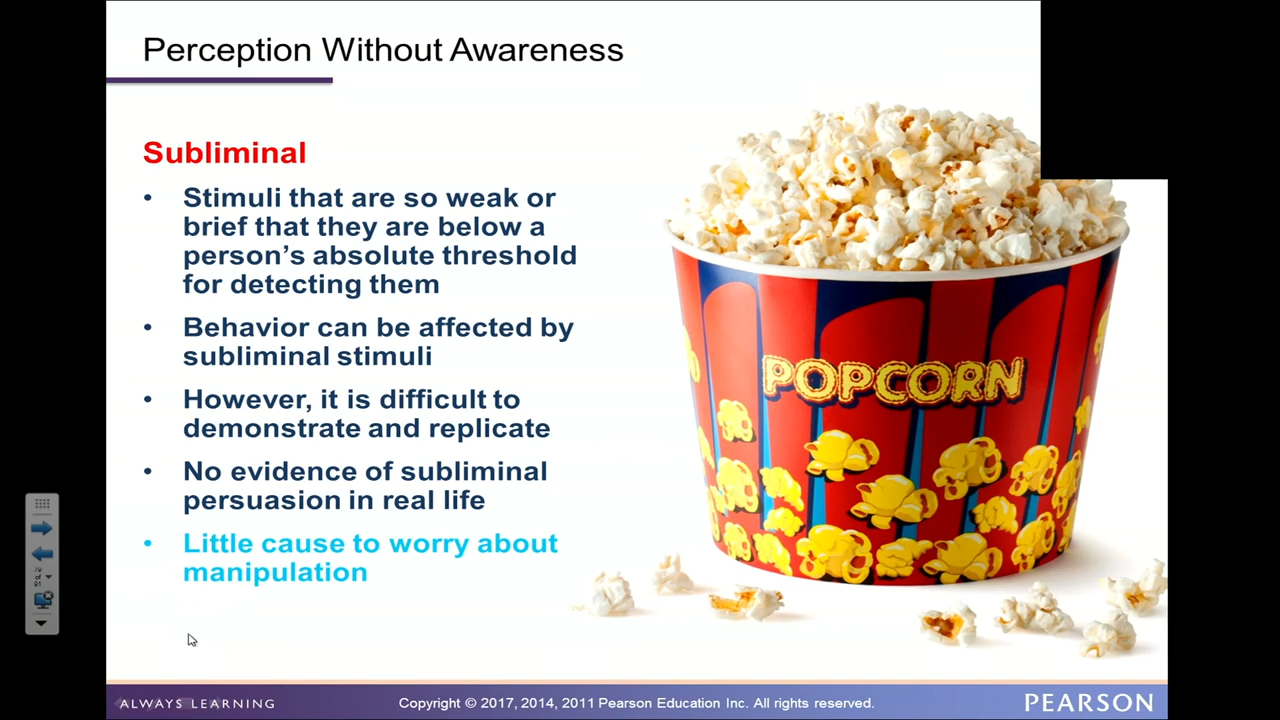 Perception Without Awareness
Subliminal
• Stimuli that are so weak or
brief that they are below a
person’s absolute threshold
for detecting them
• Behavior can be affected by
subliminal stimuli
• However, it is difficult to
demonstrate and replicate
• No evidence of subliminal
persuasion in real life
• Little cause to worry about
manipulation
POPCORN
79
of
91
ALWAYS LEARNING
Copyright © 2017, 2014, 2011 Pearson Education Inc. All rights reserved.
PEARSON